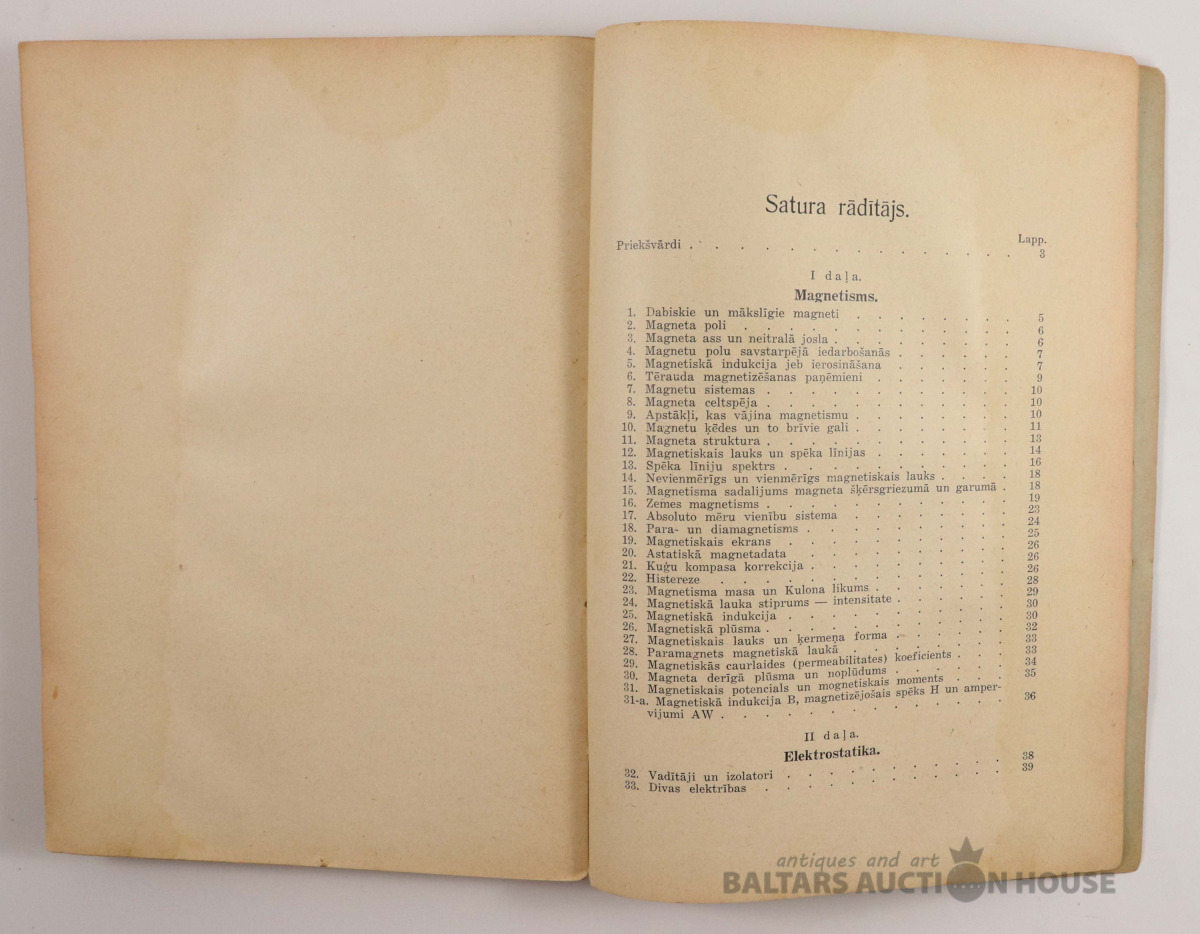 Satura rādītājs.
Lapp.
Priekšvārdi . . . . . . . . . . . . . . 3
I daļa.
Magnetisms.
1. Dabiskie un mākslīgie magneti . . . . . . . 5
2. Magneta poli . . . . . . . . . . . 6
3. Magneta ass un neitralā josla . . . . . . . . 6
4. Magnetu polu savstarpējā iedarbošanās . . . . . 7
5. Magnetiskā indukcija jeb ierosināšana . . . . . 7
6. Tērauda magnetizēšanas paņēmieni . . . . . . 9
7. Magnetu sistemas . . . . . . . . . . 10
8. Magneta celtspēja . . . . . . . . . . 10
9. Apstākļi, kas vājina magnetismu . . . . . . . 10
10. Magnetu ķēdes un to brīvie gali . . . . . . . 11
11. Magneta struktura . . . . . . . . . . 13
12. Magnetiskais lauks un spēka līnijas . . . . . . 14
13. Spēka līniju spektrs . . . . . . . . . 16
14. Nevienmērīgs un vienmērīgs magnetiskais lauks . . . . 18
15. Magnetisma sadalijums magneta šķērsgriezumā un garumā . 18
16. Zemes magnetisms . . . . . . . . . . 19
17. Absoluto mēru vienību sistema . . . . . . . 23
18. Para- un diamagnetisms . . . . . . . . . 24
19. Magnetiskais ekrans . . . . . . . . . 25
20. Astatiskā magnetadata . . . . . . . . 26
21. Kuģu kompasa korrekcija . . . . . . . . 26
22. Histereze . . . . . . . . . . . 26
23. Magnetisma masa un Kulona likums . . . . . . 28
24. Magnetiskā lauka stiprums — intensitate . . . . . 29
25. Magnetiskā indukcija . . . . . . . . . 30
26. Magnetiskā plūsma . . . . . . . . . . 30
27. Magnetiskais lauks un ķermeņa forma . . . . . 32
28. Paramagnets magnetiskā laukā . . . . . . . 33
29. Magnetiskās caurlaides (permeabilitates) koeficients . . . 33
30. Magneta derīgā plūsma un noplūdums . . . . . 34
31. Magnetiskais potencials un mognetiskais moments . . . 35
31-a. Magnetiskā indukcija B, magnetizējošais spēks H un amper-
vijumi AW . . . . . . . . . . . . 36
II daļa.
Elektrostatika.
32. Vadītāji un izolatori . . . . . . . . . 38
33. Divas elektrības . . . . . . . . . . 39
antiques and art
BALTARS AUCTION HOUSE